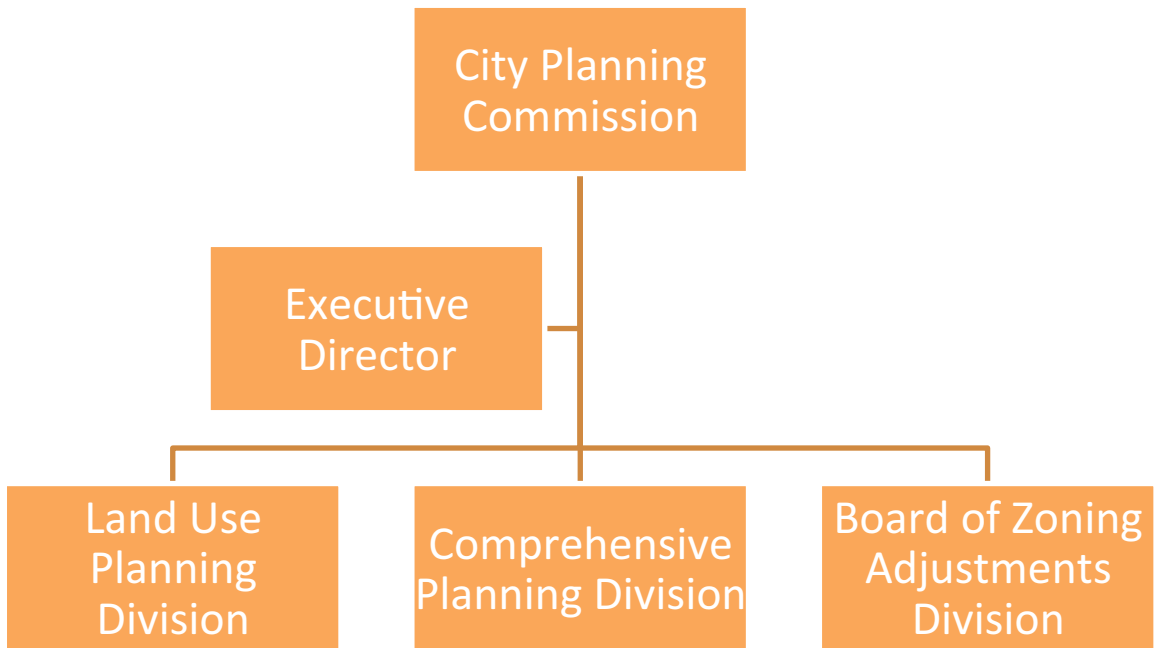 City Planning
Commission
Executive
Director
Land Use
Planning
Division
Comprehensive
Planning Division
Board of Zoning
Adjustments
Division